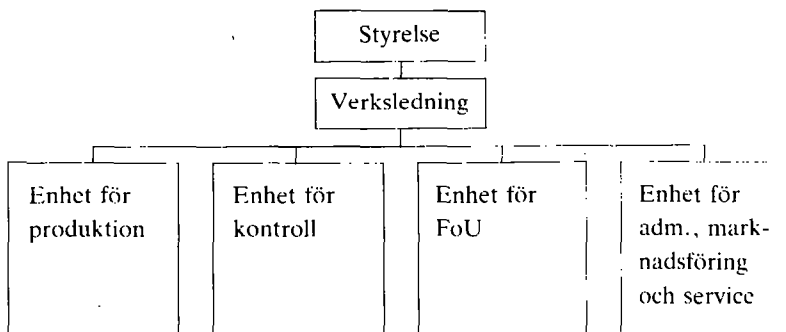 Styrelse
Verksledning
Enhet för
produktion
Enhet för
kontroll
Enhet för
FoU
Enhet för
adm., mark-
nadsföring
och service